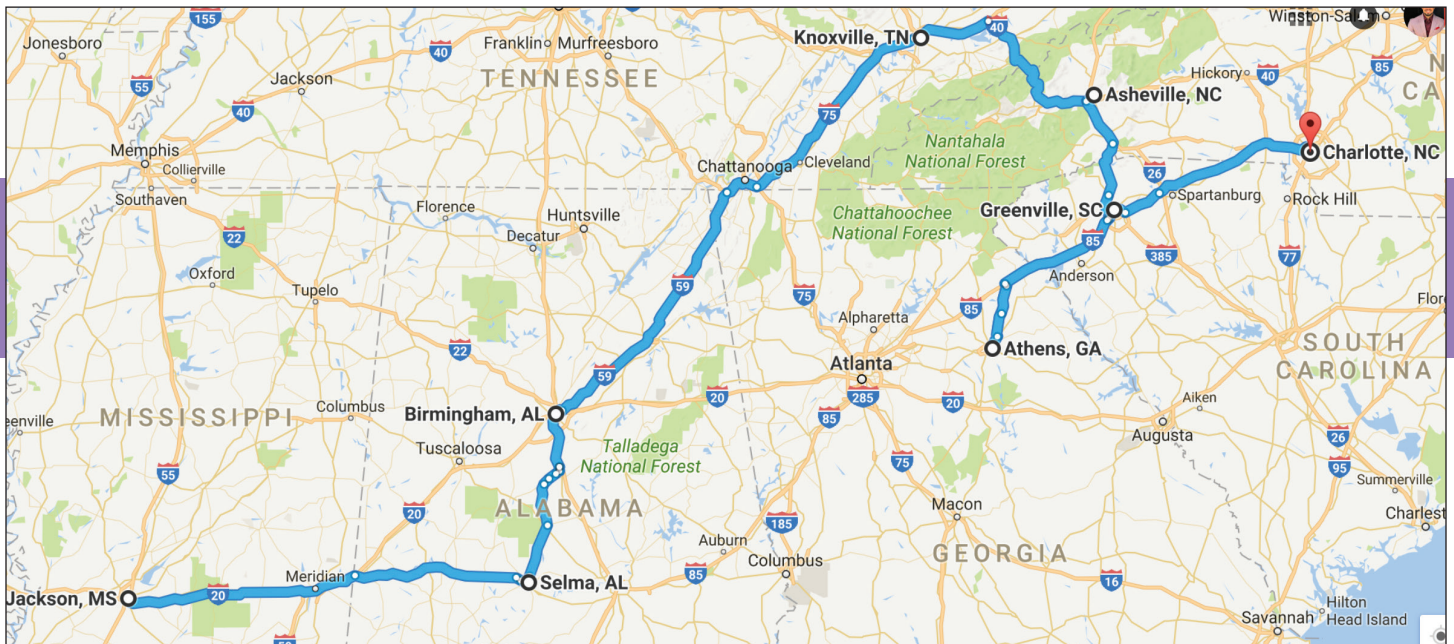 155
Winston-Salem
Jonesboro
Knoxville, TN
40
Franklin
Murfreesboro
40
TENNESSEE
Hickory
40
85
N
CA
55
Jackson
40
Asheville, NC
75
Memphis
Collierville
Nantahala
National Forest
Charlotte, NC
Chattanooga
Cleveland
26
Southaven
Spartanburg
Rock Hill
Florence
Huntsville
Chattahoochee
National Forest
Greenville, SC
22
Decatur
85
385
77
Oxford
59
Anderson
Tupelo
75
85
Flor
Alpharetta
22
Athens, GA
SOUTH
CAROLINA
Atlanta
59
20
285
20
Aiken
MISSISSIPPI
Columbus
Birmingham, AL
85
eenville
Augusta
26
Tuscaloosa
Talladega
National Forest
75
95
55
Summerville
20
ALABAMA
Macon
Charlest
185
Auburn
GEORGIA
Columbus
85
16
Meridian
Selma, AL
20
Jackson, MS
Hilton
Head Island
Savannah